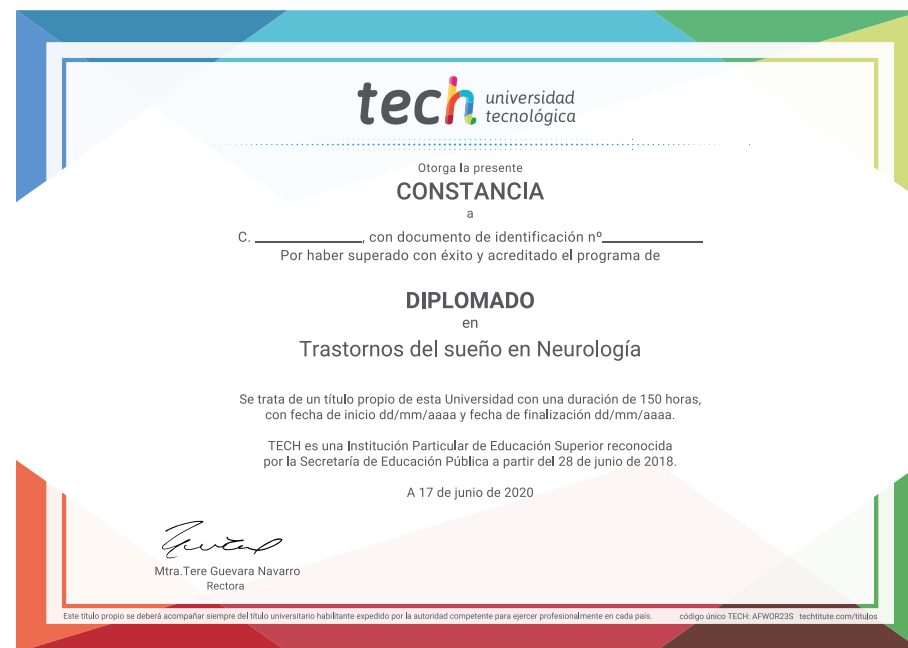 tech universidad
tecnológica
Otorga la presente
CONSTANCIA
a
C. ____________, con documento de identificación nº____________
Por haber superado con éxito y acreditado el programa de
DIPLOMADO
en
Trastornos del sueño en Neurología
Se trata de un título propio de esta Universidad con una duración de 150 horas,
con fecha de inicio dd/mm/aaaa y fecha de finalización dd/mm/aaaa.
TECH es una Institución Particular de Educación Superior reconocida
por la Secretaría de Educación Pública a partir del 28 de junio de 2018.
A 17 de junio de 2020
Mtra.Tere Guevara Navarro
Rectora
Este título propio se deberá acompañar siempre del título universitario habilitante expedido por la autoridad competente para ejercer profesionalmente en cada país. código único TECH: AFWOR23S techtitute.com/titulos